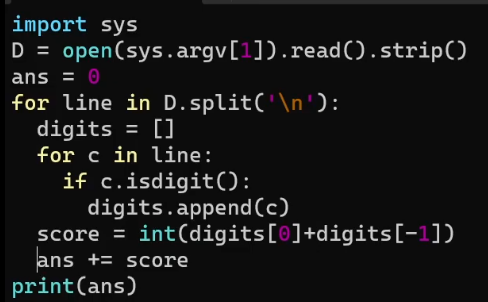 import sys
D = open(sys.argv[1]).read().strip()
ans = 0
for line in D.split('\n'):
  digits = []
  for c in line:
    if c.isdigit():
      digits.append(c)
  score = int(digits[0]+digits[-1])
  ans += score
print(ans)